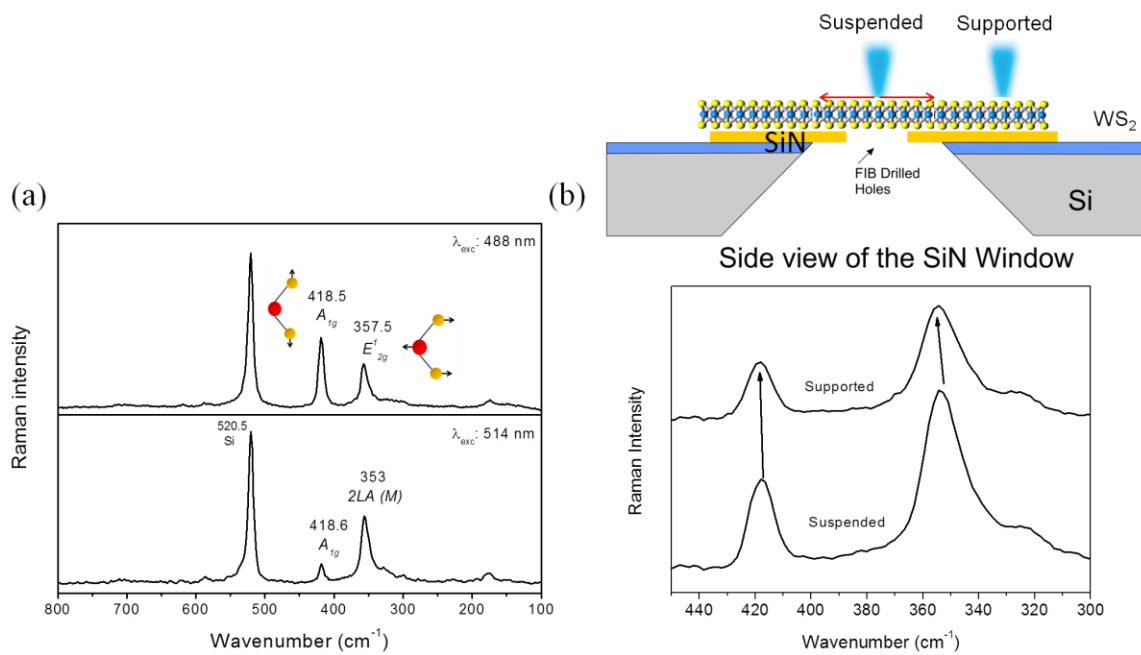 (a)
Raman intensity
λexc: 488 nm
418.5
A1g
357.5
E¹2g
520.5
Si
λexc: 514 nm
353
2LA (M)
418.6
A1g
800 700 600 500 400 300 200 100
Wavenumber (cm⁻¹)
(b)
Suspended Supported
WS₂
SiN
FIB Drilled
Holes
Si
Side view of the SiN Window
Raman Intensity
Supported
Suspended
440 420 400 380 360 340 320 300
Wavenumber (cm⁻¹)